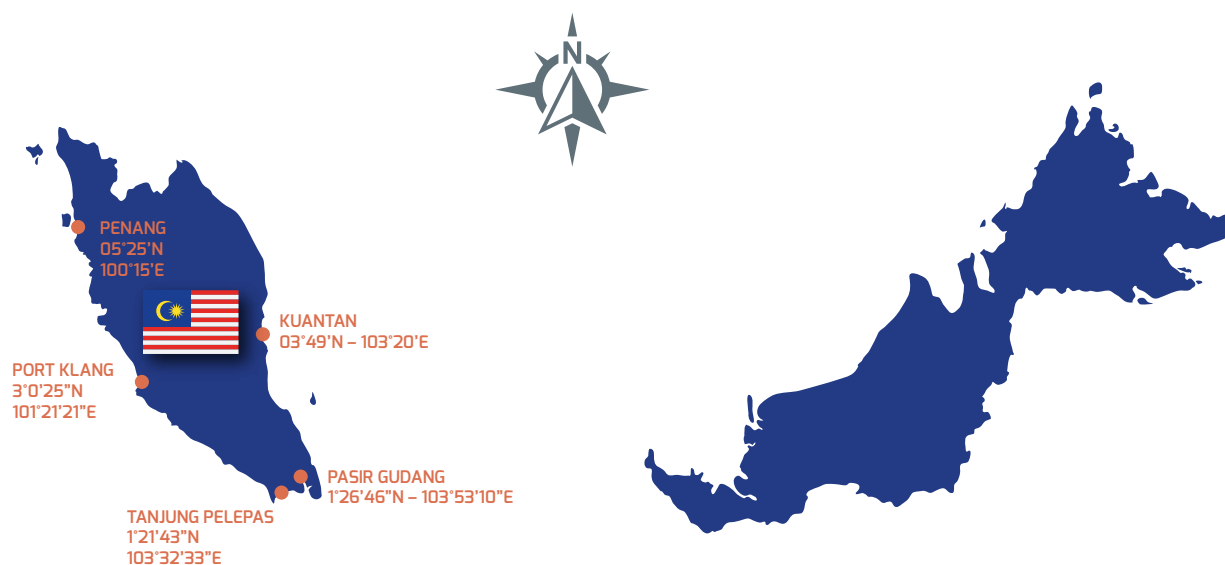 N
PENANG
05°25'N
100°15'E
KUANTAN
03°49'N – 103°20'E
PORT KLANG
3°0'25”N
101°21'21”E
PASIR GUDANG
1°26'46”N – 103°53'10”E
TANJUNG PELEPAS
1°21'43”N
103°32'33”E